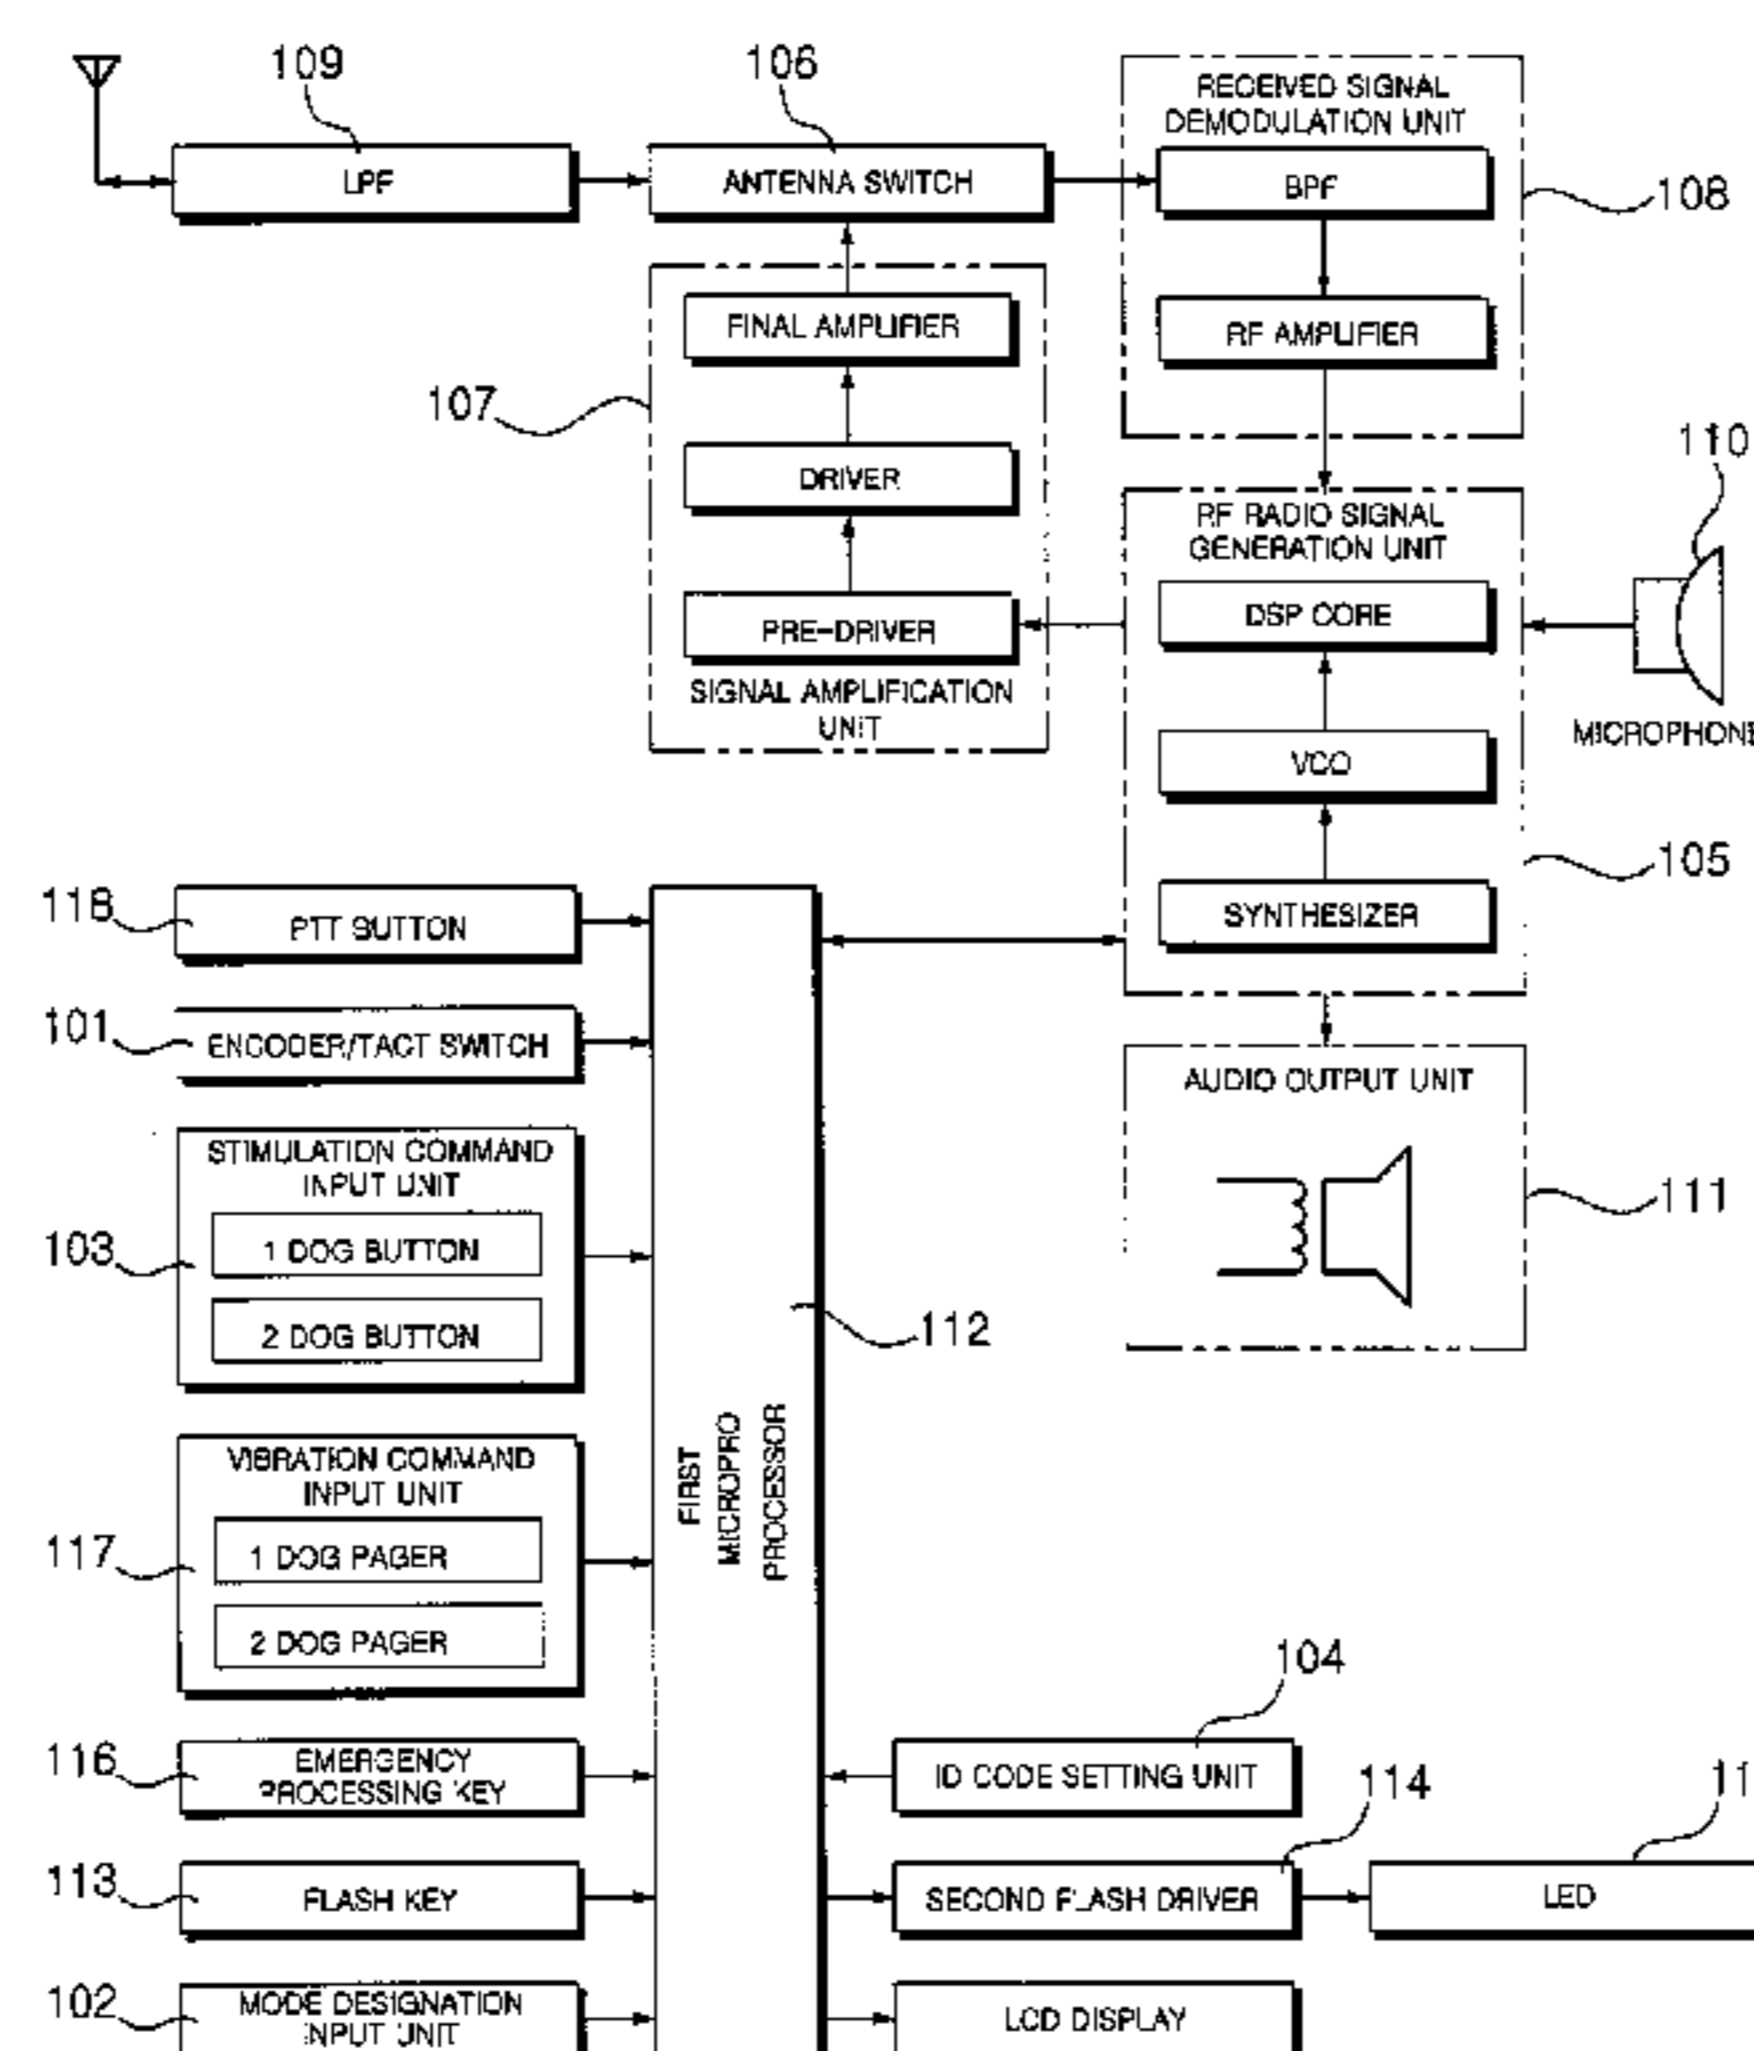 109
106
RECEIVED SIGNAL
DEMODULATION UNIT
LPF
ANTENNA SWITCH
BPF
108
FINAL AMPLIFIER
RF AMPLIFIER
107
110
DRIVER
RF RADIO SIGNAL
GENERATION UNIT
DSP CORE
PRE-DRIVER
SIGNAL AMPLIFICATION
UNIT
MICROPHONE
VCO
105
118
PTT BUTTON
SYNTHESIZER
101
ENCODER/TACT SWITCH
AUDIO OUTPUT UNIT
STIMULATION COMMAND
INPUT UNIT
111
103
1 DOG BUTTON
2 DOG BUTTON
112
FIRST
MICROPRO
PROCESSOR
VIBRATION COMMAND
INPUT UNIT
117
1 DOG PAGER
2 DOG PAGER
104
116
EMERGENCY
PROCESSING KEY
ID CODE SETTING UNIT
114
11
113
FLASH KEY
SECOND FLASH DRIVER
LED
102
MODE DESIGNATION
INPUT UNIT
LCD DISPLAY